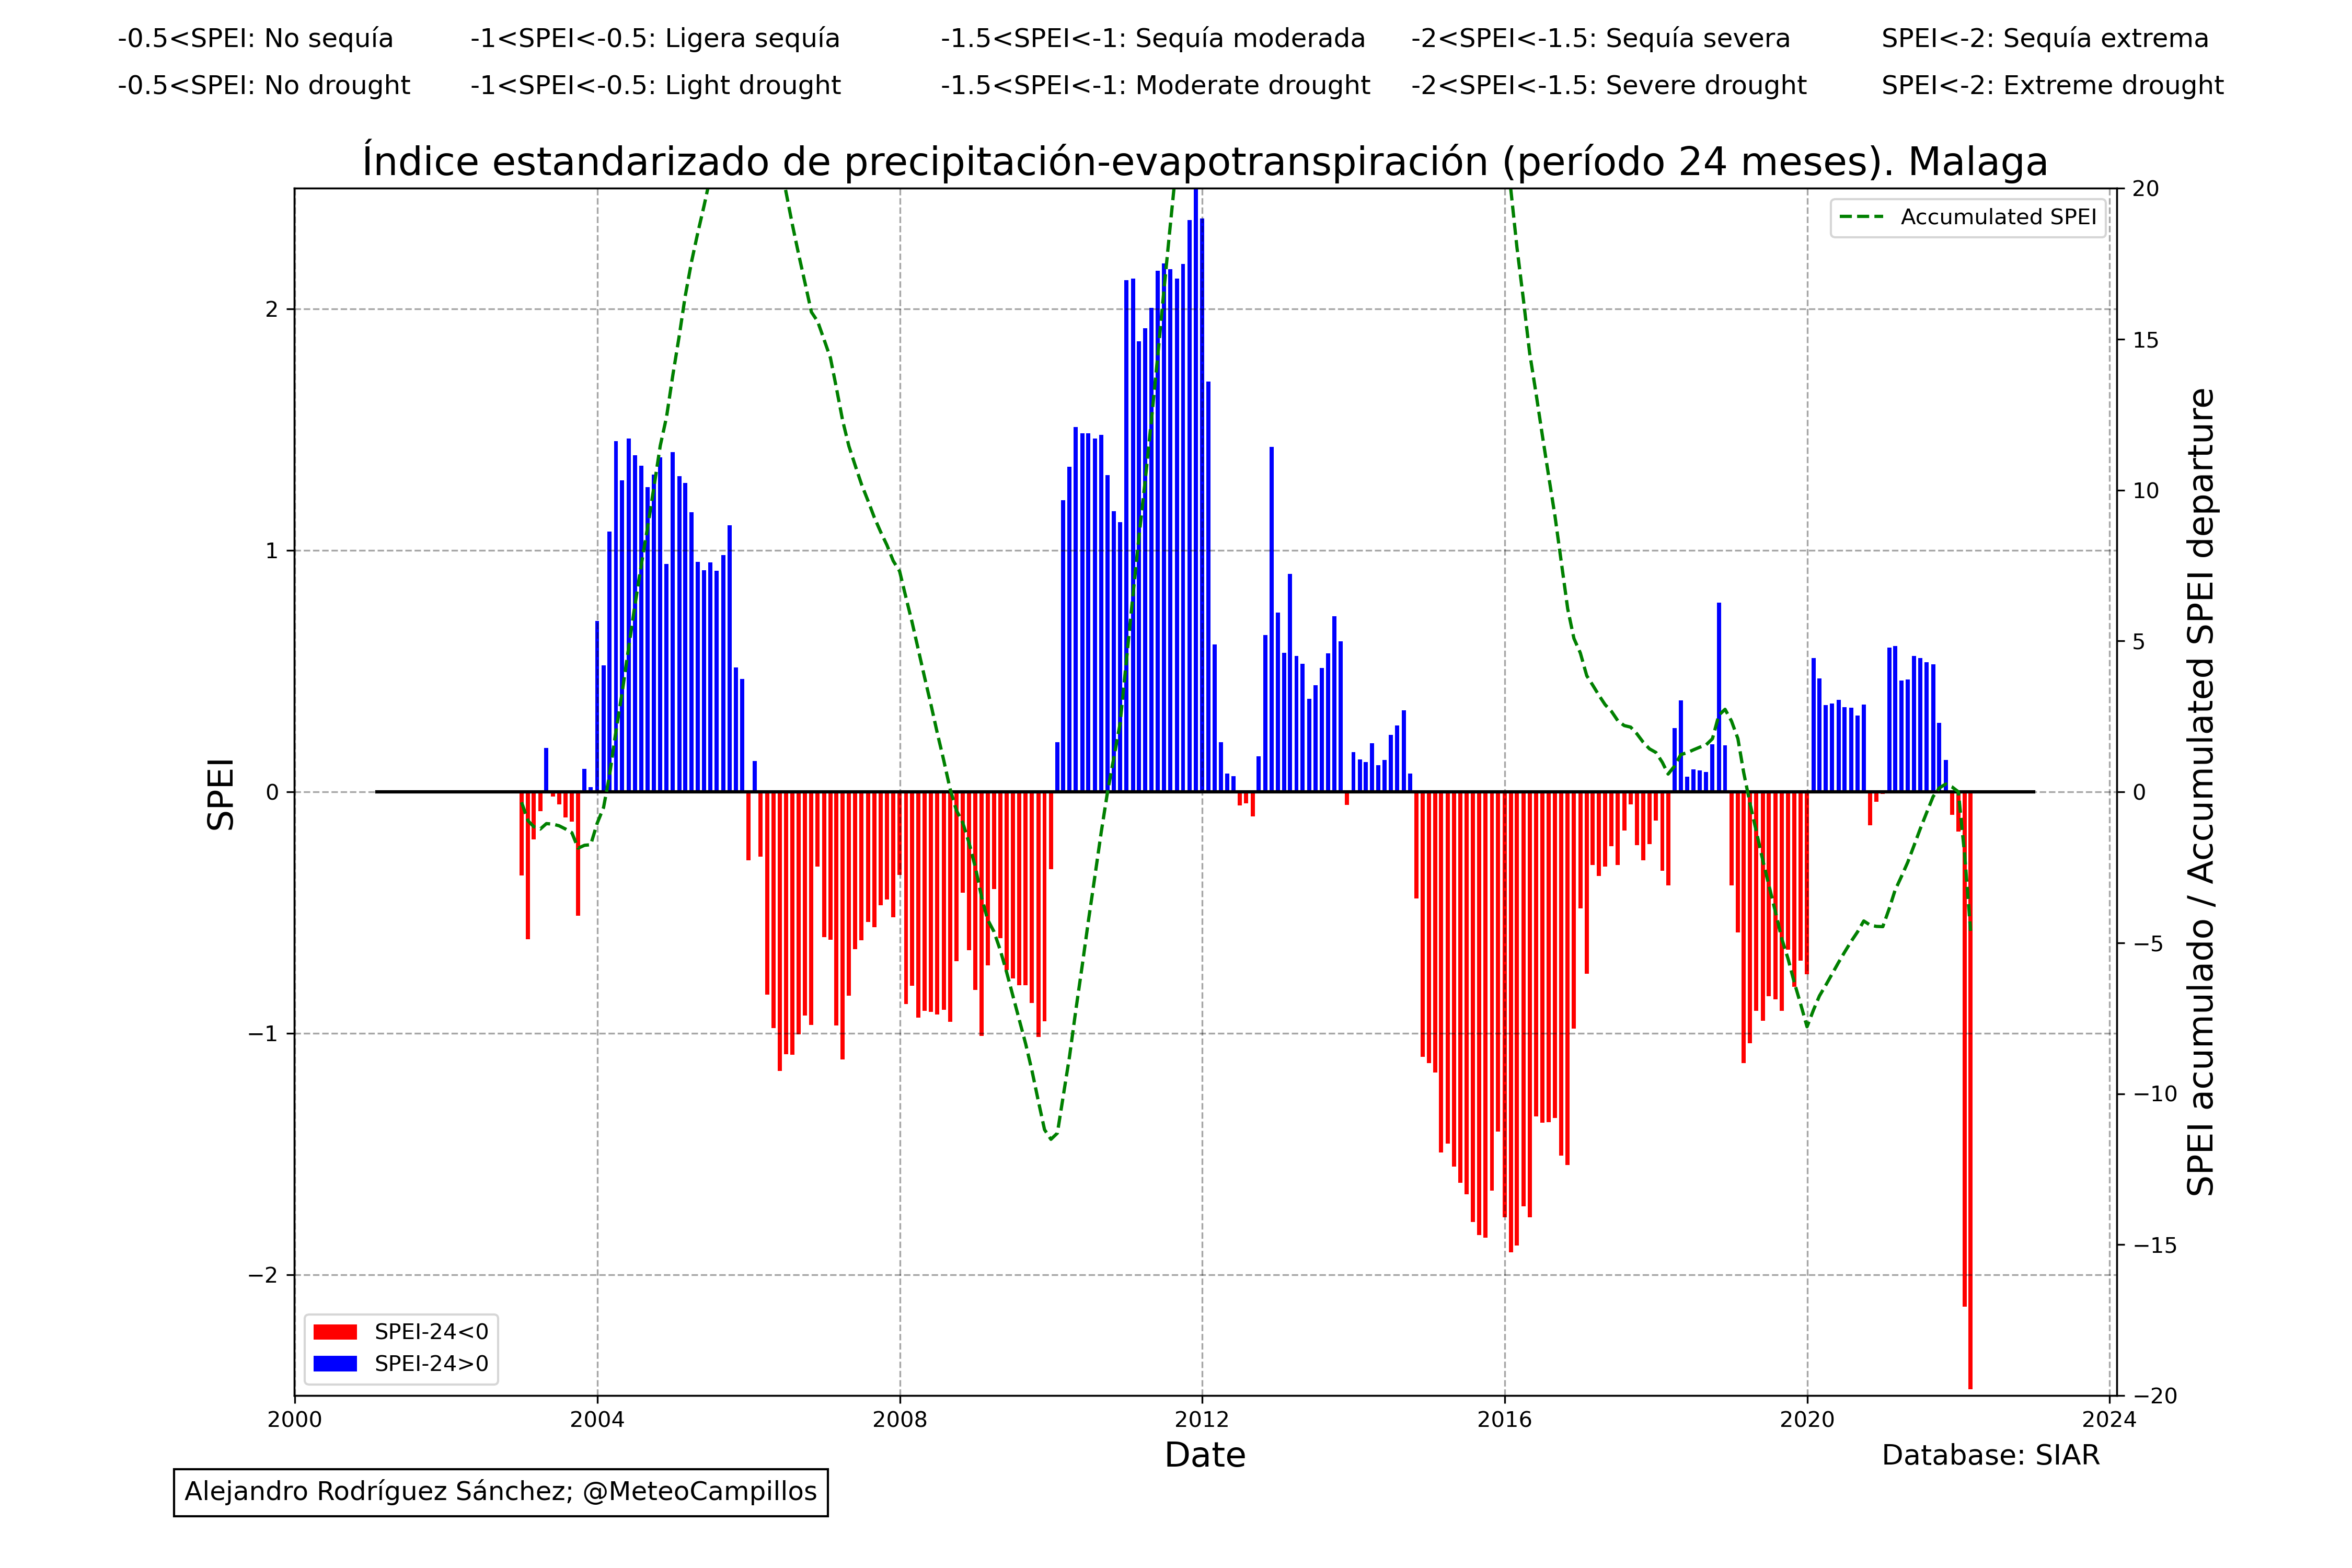 -0.5<SPEI: No sequía -1<SPEI<-0.5: Ligera sequía -1.5<SPEI<-1: Sequía moderada -2<SPEI<-1.5: Sequía severa SPEI<-2: Sequía extrema
-0.5<SPEI: No drought -1<SPEI<-0.5: Light drought -1.5<SPEI<-1: Moderate drought -2<SPEI<-1.5: Severe drought SPEI<-2: Extreme drought
Índice estandarizado de precipitación-evapotranspiración (período 24 meses). Malaga
Accumulated SPEI
SPEI
2
1
0
−1
−2
20
15
10
5
0
−5
−10
−15
−20
SPEI acumulado / Accumulated SPEI departure
SPEI-24<0
SPEI-24>0
2000 2004 2008 2012 2016 2020 2024
Date
Database: SIAR
Alejandro Rodríguez Sánchez; @MeteoCampillos